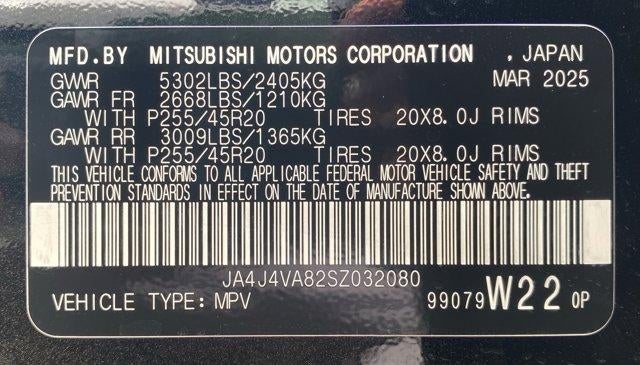 MFD.BY MITSUBISHI MOTORS CORPORATION , JAPAN
GVWR 5302LBS/2405KG MAR 2025
GAWR FR 2668LBS/1210KG
WITH P255/45R20 TIRES 20X8.0J RIMS
GAWR RR 3009LBS/1365KG
WITH P255/45R20 TIRES 20X8.0J RIMS
THIS VEHICLE CONFORMS TO ALL APPLICABLE FEDERAL MOTOR VEHICLE SAFETY AND THEFT
PREVENTION STANDARDS IN EFFECT ON THE DATE OF MANUFACTURE SHOWN ABOVE.
JA4J4VA82SZ032080
VEHICLE TYPE: MPV 99079 W22 0P